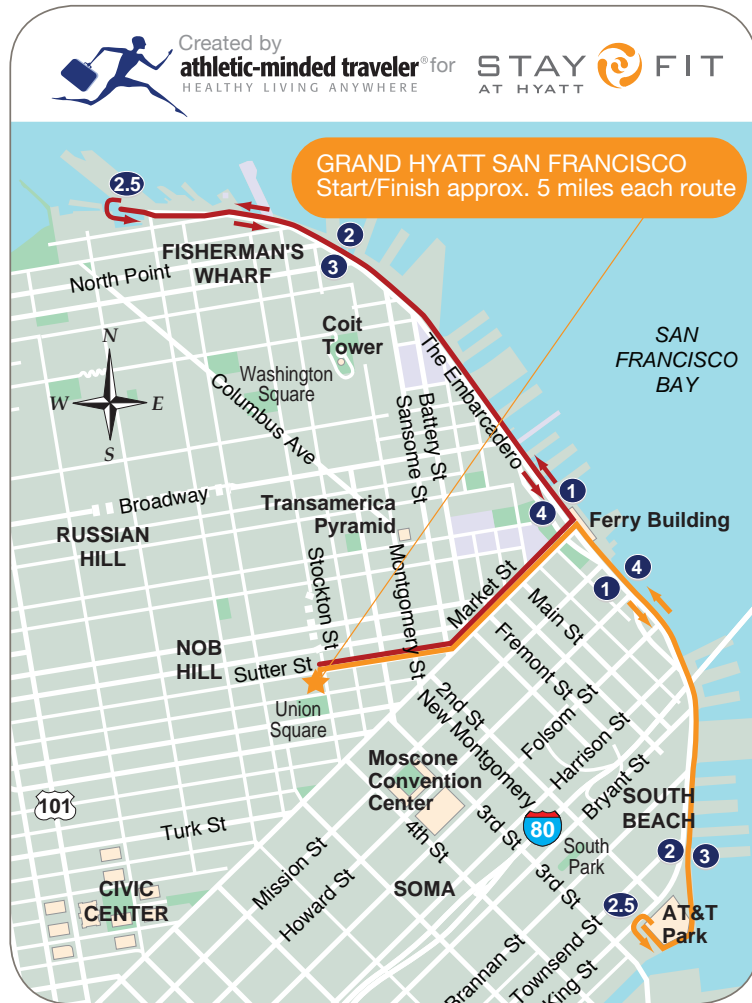 Created by
athletic-minded traveler® for
HEALTHY LIVING ANYWHERE
STAY FIT
AT HYATT
GRAND HYATT SAN FRANCISCO
Start/Finish approx. 5 miles each route
2.5
2
3
FISHERMAN'S
WHARF
North Point
Coit
Tower
SAN
FRANCISCO
BAY
N
W E
S
Washington
Square
The Embarcadero
Columbus Ave
Battery St
Sansome St
Broadway
1
4
Transamerica
Pyramid
Ferry Building
RUSSIAN
HILL
Stockton St
Montgomery St
Market St
4
1
Main St
NOB
HILL
Sutter St
Fremont St
Union
Square
2nd St
New Montgomery
Folsom St
Harrison St
Bryant St
Moscone
Convention
Center
SOUTH
BEACH
101
80
Turk St
4th St
3rd St
South
Park
2
3
Mission St
Howard St
SOMA
3rd St
CIVIC
CENTER
2.5
AT&T
Park
Brannan St
Townsend St
King St